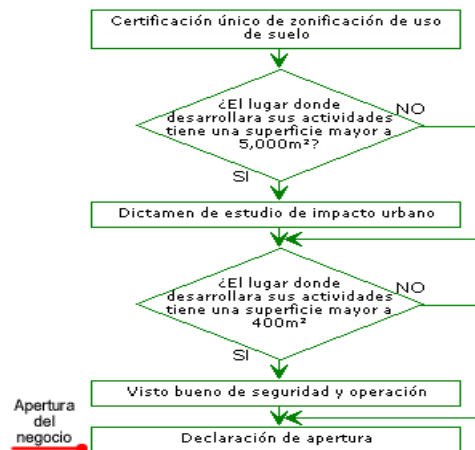 Certificación único de zonificación de uso
de suelo
¿El lugar donde
desarrollara sus actividades
tiene una superficie mayor a
5,000m²?
NO
SI
Dictamen de estudio de impacto urbano
¿El lugar donde
desarrollara sus actividades
tiene una superficie mayor a
400m²
NO
SI
Visto bueno de seguridad y operación
Apertura
del
negocio
Declaración de apertura